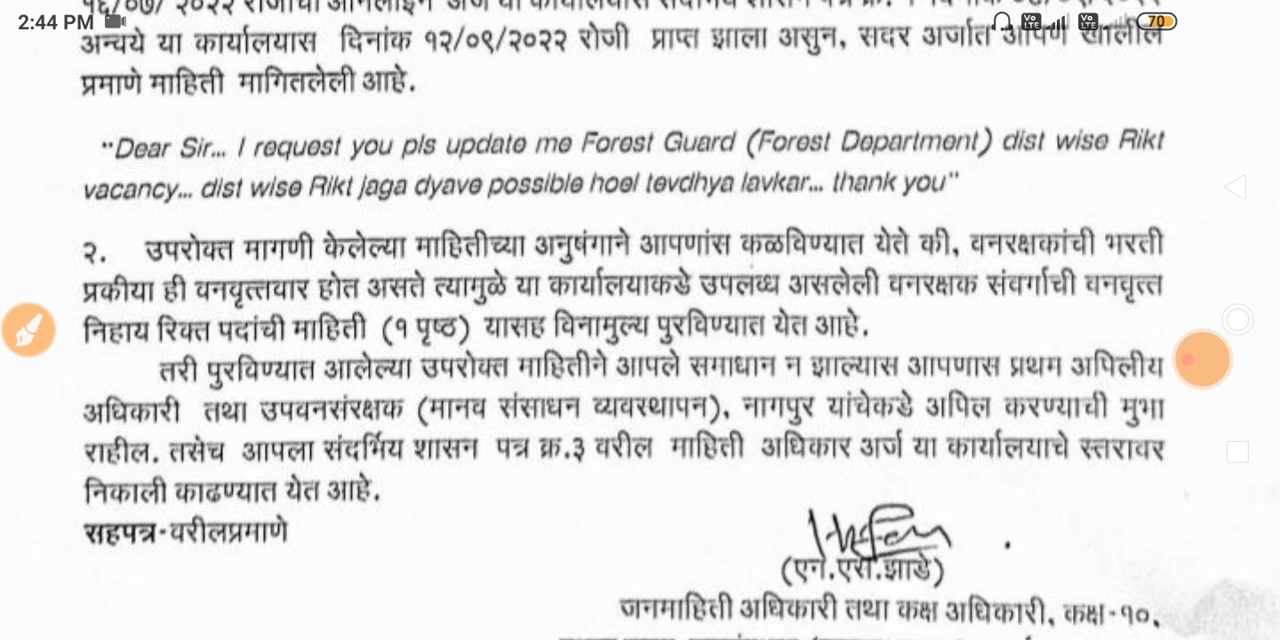 2:44 PM
70
अन्वये या कार्यालयास दिनांक १२/०९/२०२२ रोजी प्राप्त झाला असुन, सदर अर्जात आपण खालील
प्रमाणे माहिती मागितलेली आहे.
"Dear Sir... I request you pls update me Forest Guard (Forest Department) dist wise Rikt
vacancy... dist wise Rikt jaga dyave possible hoel tevdhya lavkar... thank you"
२. उपरोक्त मागणी केलेल्या माहितीच्या अनुषंगाने आपणांस कळविण्यात येते की, वनरक्षकांची भरती
प्रकीया ही वनवृत्तवार होत असते त्यामुळे या कार्यालयाकडे उपलब्ध असलेली वनरक्षक संवर्गाची वनवृत्त
निहाय रिक्त पदांची माहिती (१ पृष्ठ) यासह विनामुल्य पुरविण्यात येत आहे.
तरी पुरविण्यात आलेल्या उपरोक्त माहितीने आपले समाधान न झाल्यास आपणास प्रथम अपिलीय
अधिकारी तथा उपवनसंरक्षक (मानव संसाधन व्यवस्थापन), नागपुर यांचेकडे अपिल करण्याची मुभा
राहील. तसेच आपला संदर्भिय शासन पत्र क्र.३ वरील माहिती अधिकार अर्ज या कार्यालयाचे स्तरावर
निकाली काढण्यात येत आहे.
सहपत्र-वरीलप्रमाणे
(एन.एस.झाडे)
जनमाहिती अधिकारी तथा कक्ष अधिकारी, कक्ष-१०,